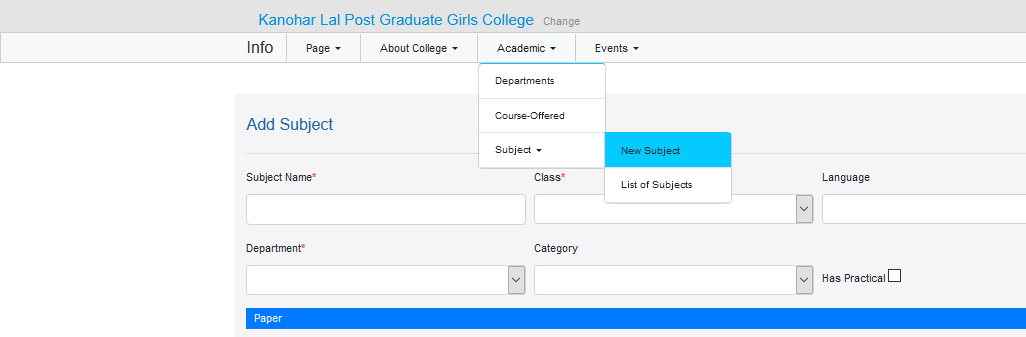 Kanohar Lal Post Graduate Girls College Change
Info Page About College Academic Events
Departments
Course-Offered
Subject
New Subject
List of Subjects
Add Subject
Subject Name* Class* Language
Department* Category
Has Practical
Paper